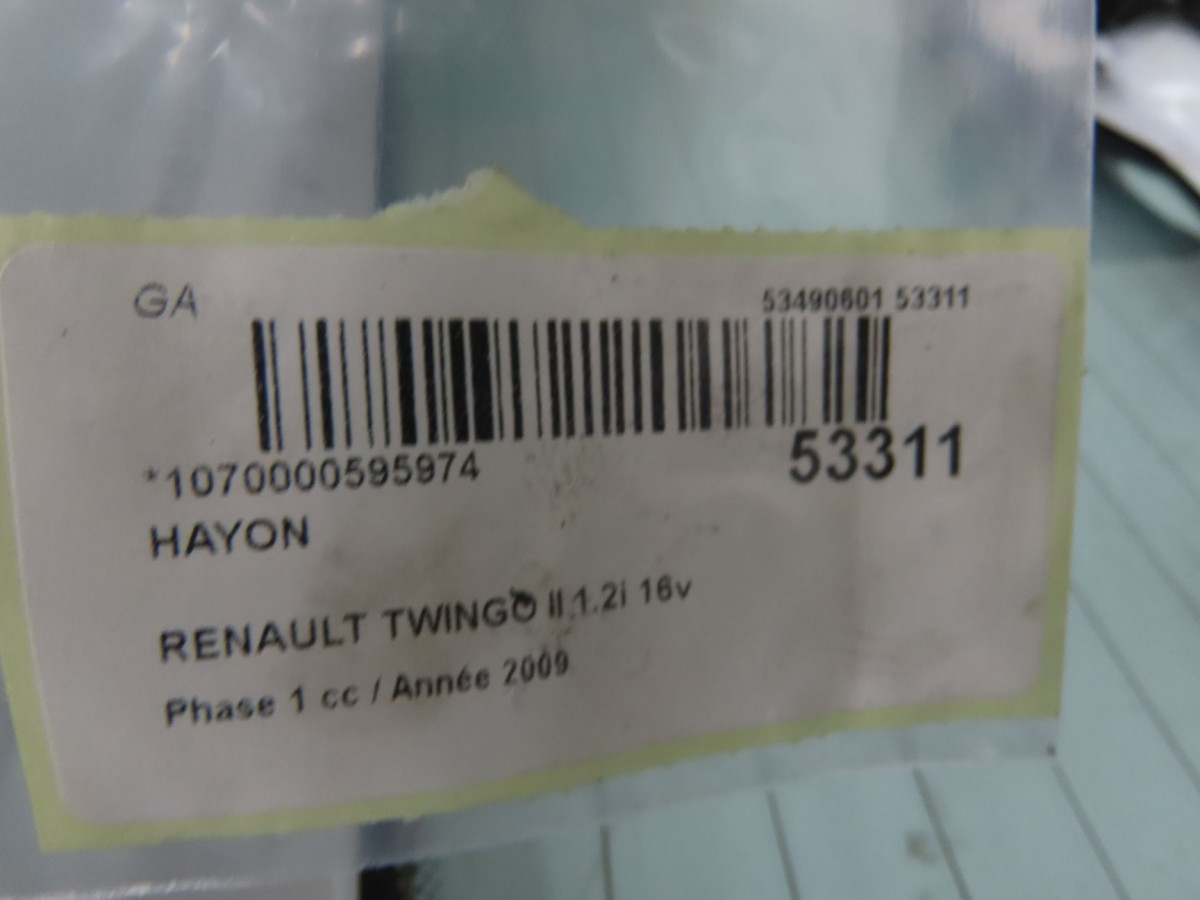 GA
53490601 53311
53311
*1070000595974
HAYON
RENAULT TWINGO II 1.2i 16v
Phase 1 cc / Année 2009